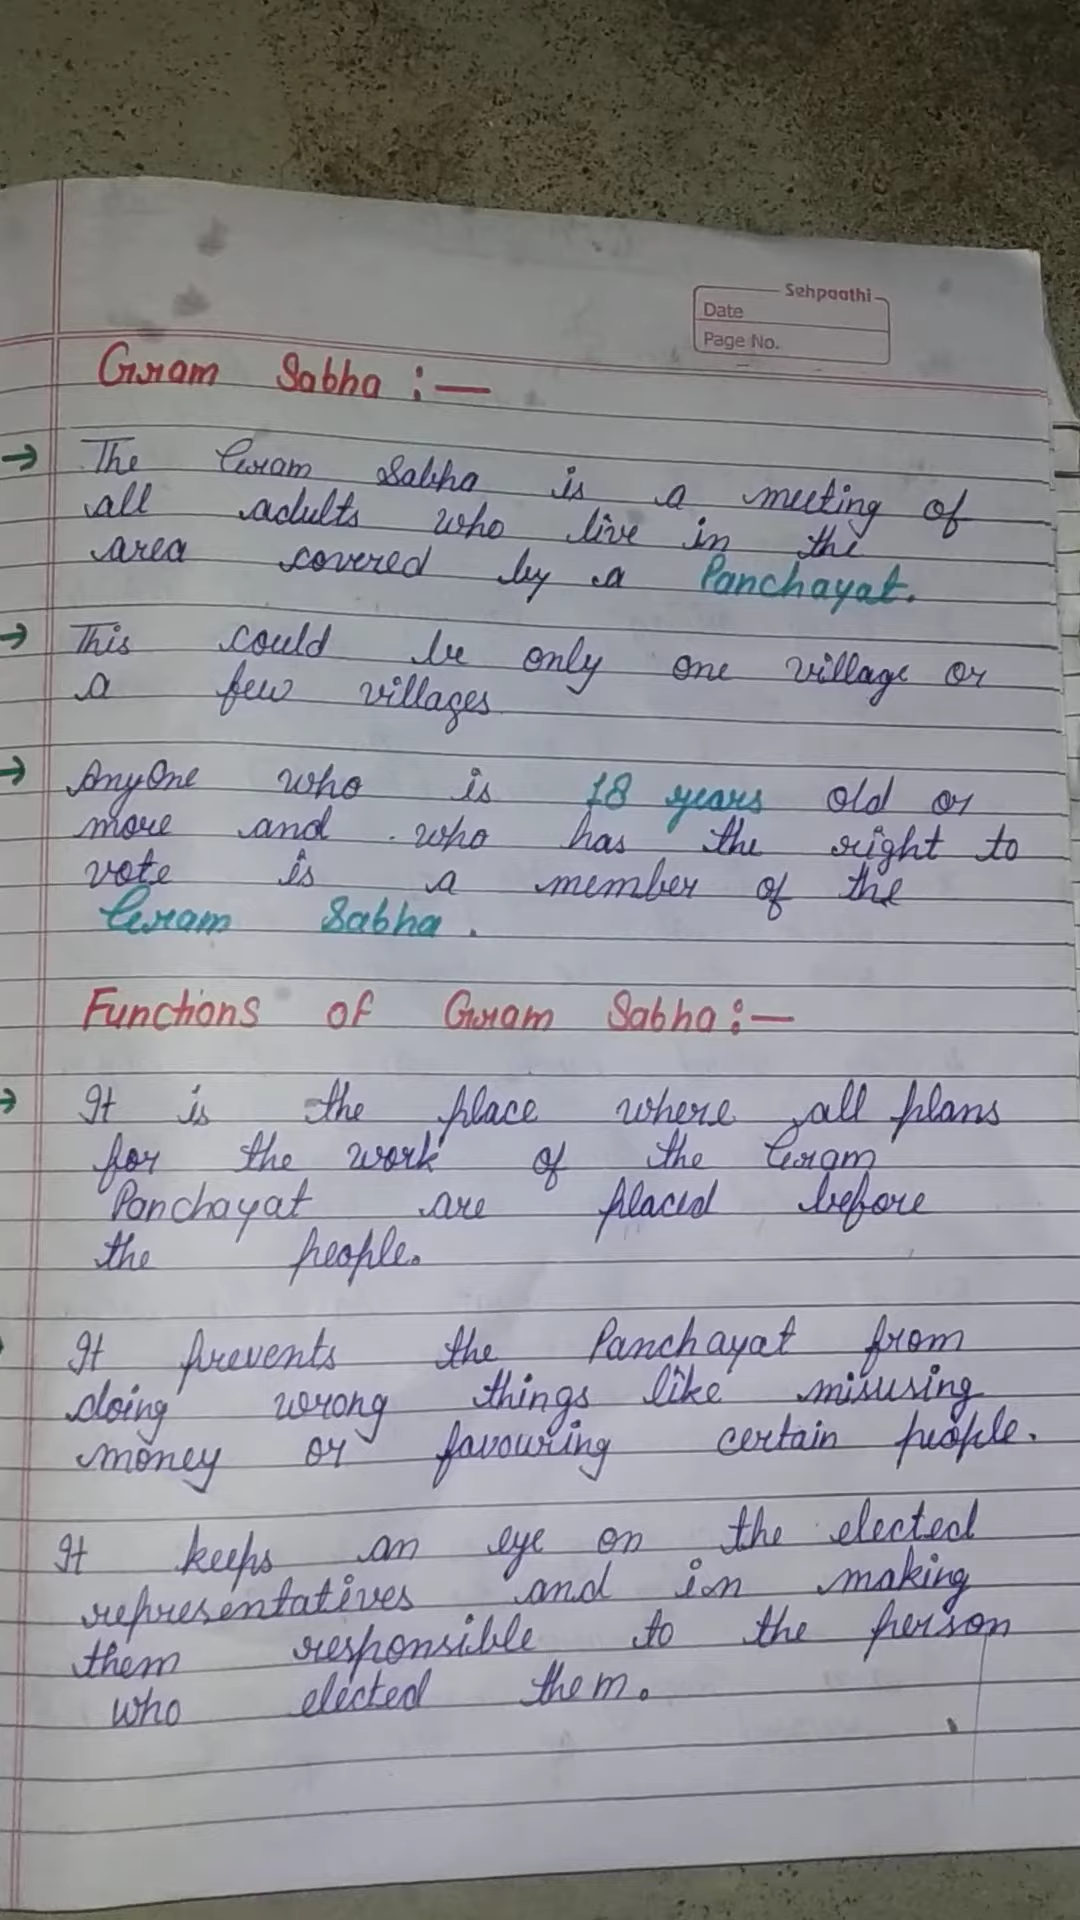 Sehpaathi
Date
Page No.
Gram Sabha :—
→ The Gram Sabha is a meeting of
all adults who live in the
area covered by a Panchayat.
→ This could be only one village or
a few villages
→ AnyOne who is 18 years old or
more and who has the right to
vote is a member of the
Gram Sabha.
Functions of Gram Sabha :—
→ It is the place where all plans
for the work of the Gram
Panchayat are placed before
the people.
It prevents the Panchayat from
doing wrong things like misusing
money or favouring certain people.
It keeps an eye on the elected
representatives and in making
them responsible to the person
who elected them.